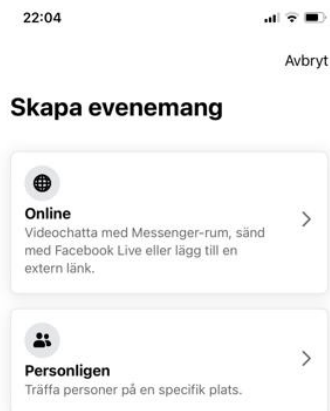 22:04
Avbryt
Skapa evenemang
Online
Videochatta med Messenger-rum, sänd
med Facebook Live eller lägg till en
extern länk.
Personligen
Träffa personer på en specifik plats.